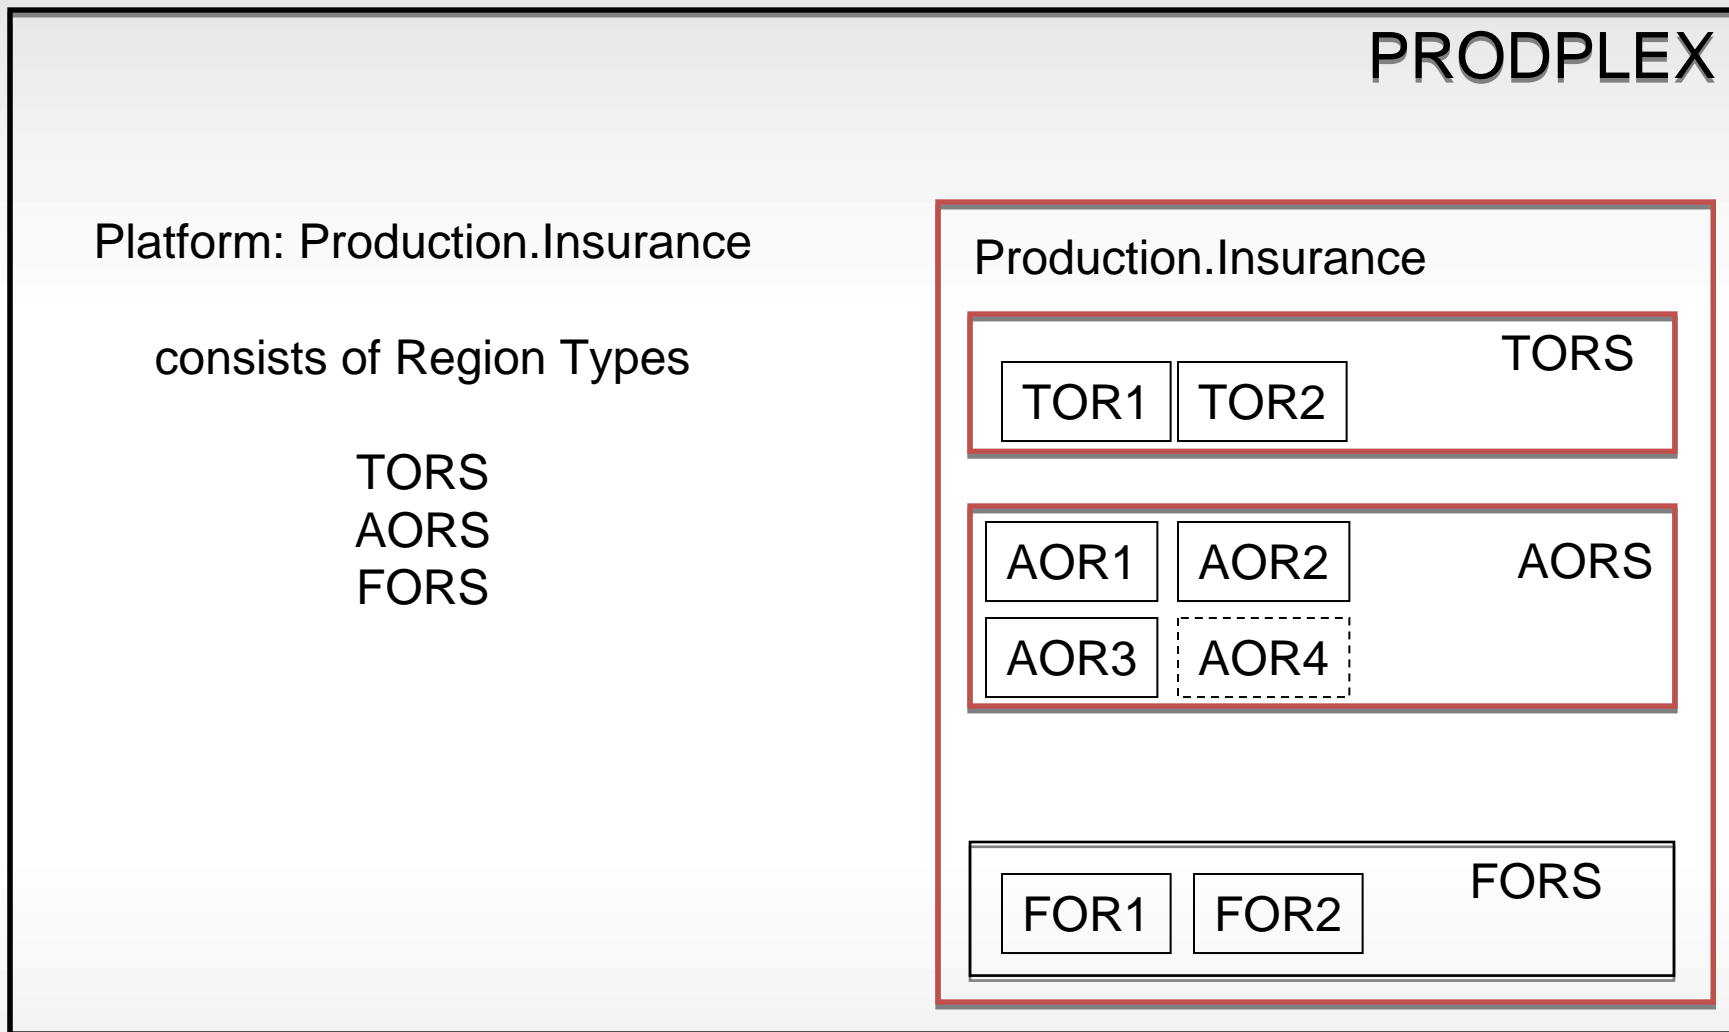 PRODPLEX
Platform: Production.Insurance
consists of Region Types
TORS
AORS
FORS
Production.Insurance
TORS
TOR1 TOR2
AORS
AOR1 AOR2
AOR3 AOR4
FORS
FOR1 FOR2